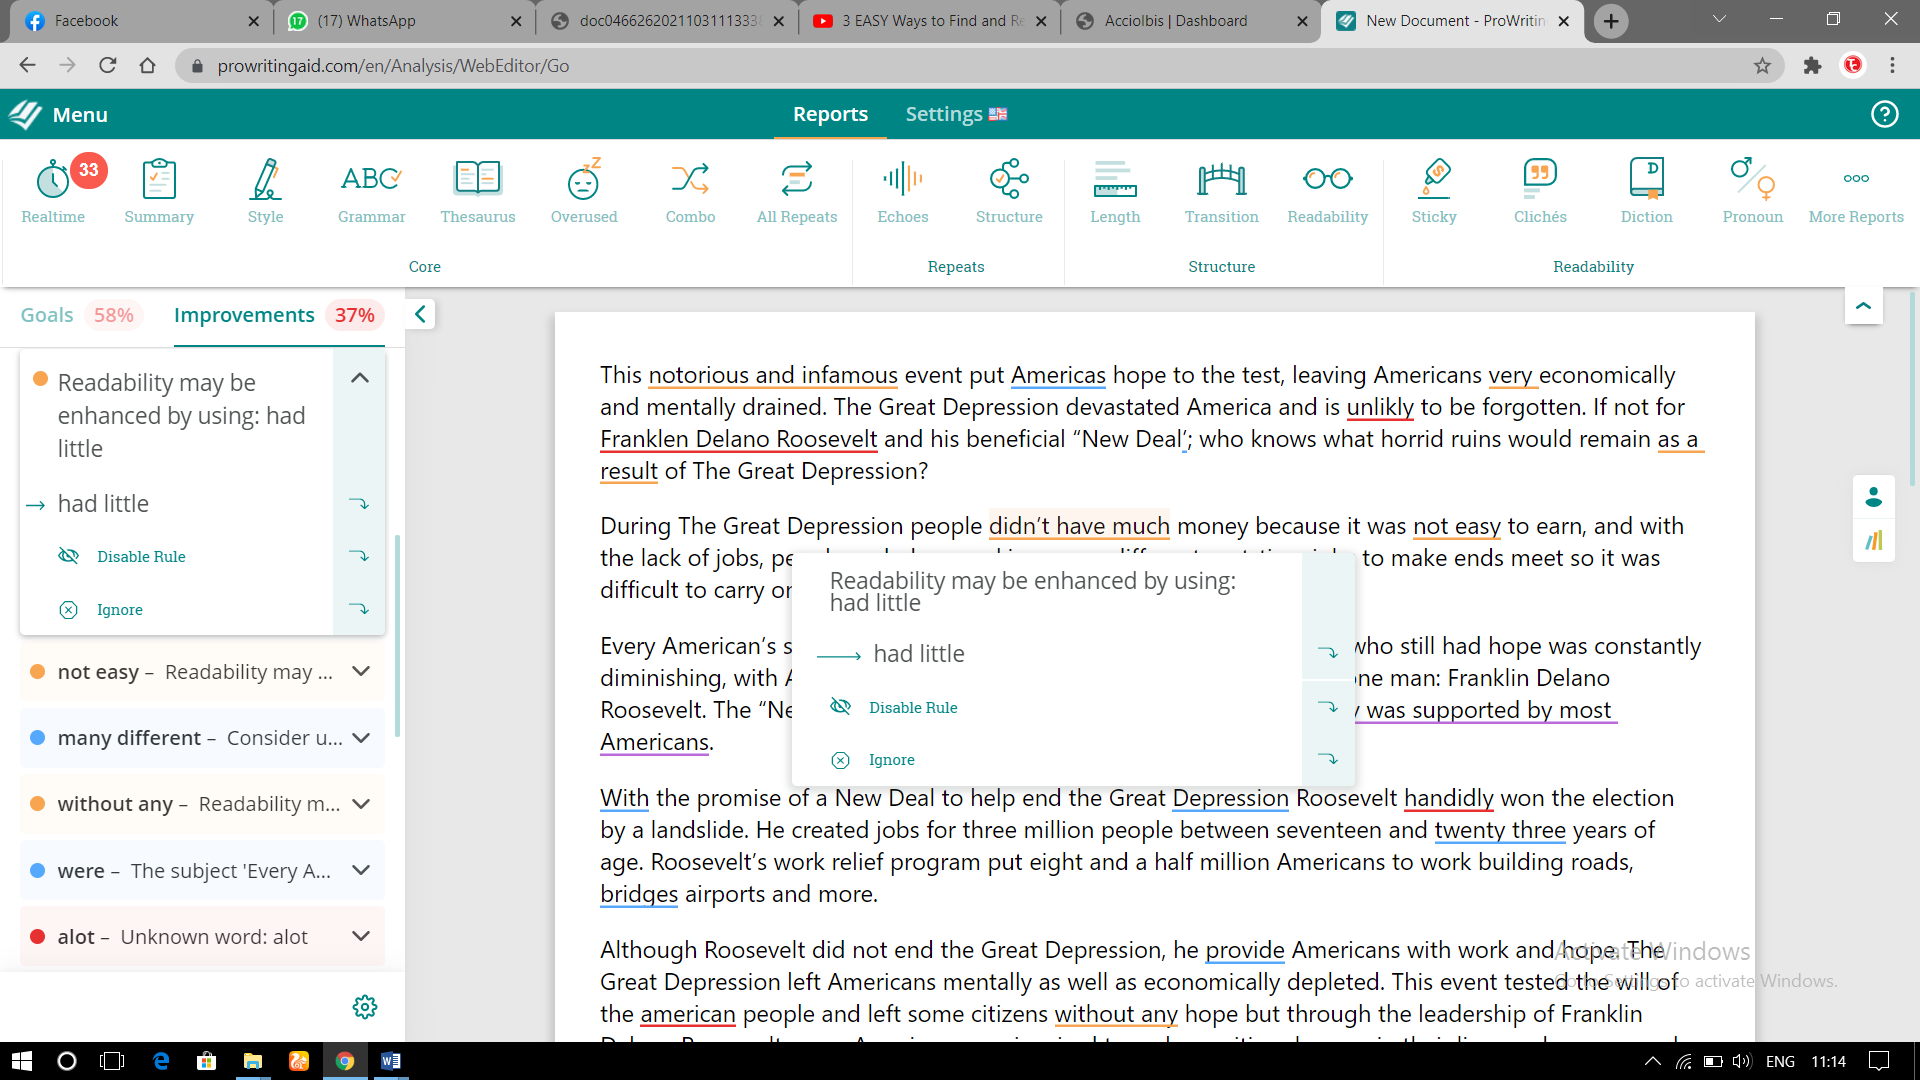 Facebook
(17) WhatsApp
doc04662620211031113338
3 EASY Ways to Find and Re
Acciolbis | Dashboard
New Document - ProWriting
prowritingaid.com/en/Analysis/WebEditor/Go
Menu
Reports
Settings
33
ABC
Realtime
Summary
Style
Grammar
Thesaurus
Overused
Combo
All Repeats
Echoes
Structure
Length
Transition
Readability
Sticky
Clichés
Diction
Pronoun
More Reports
Core
Repeats
Structure
Readability
Goals 58%
Improvements 37%
Readability may be
enhanced by using: had
little
had little
Disable Rule
Ignore
not easy – Readability may ...
many different – Consider u...
without any – Readability m...
were – The subject 'Every A...
alot – Unknown word: alot
This notorious and infamous event put Americas hope to the test, leaving Americans very economically
and mentally drained. The Great Depression devastated America and is unlikly to be forgotten. If not for
Franklen Delano Roosevelt and his beneficial “New Deal’; who knows what horrid ruins would remain as a
result of The Great Depression?
During The Great Depression people didn’t have much money because it was not easy to earn, and with
the lack of jobs, pe to make ends meet so it was
difficult to carry or
Readability may be enhanced by using:
had little
had little
Disable Rule
Ignore
Every American’s s who still had hope was constantly
diminishing, with A one man: Franklin Delano
Roosevelt. The “Ne y was supported by most
Americans.
With the promise of a New Deal to help end the Great Depression Roosevelt handidly won the election
by a landslide. He created jobs for three million people between seventeen and twenty three years of
age. Roosevelt’s work relief program put eight and a half million Americans to work building roads,
bridges airports and more.
Although Roosevelt did not end the Great Depression, he provide Americans with work and hope. The
Great Depression left Americans mentally as well as economically depleted. This event tested the will of
the american people and left some citizens without any hope but through the leadership of Franklin
Activate Windows
Go to Settings to activate Windows.
ENG
11:14